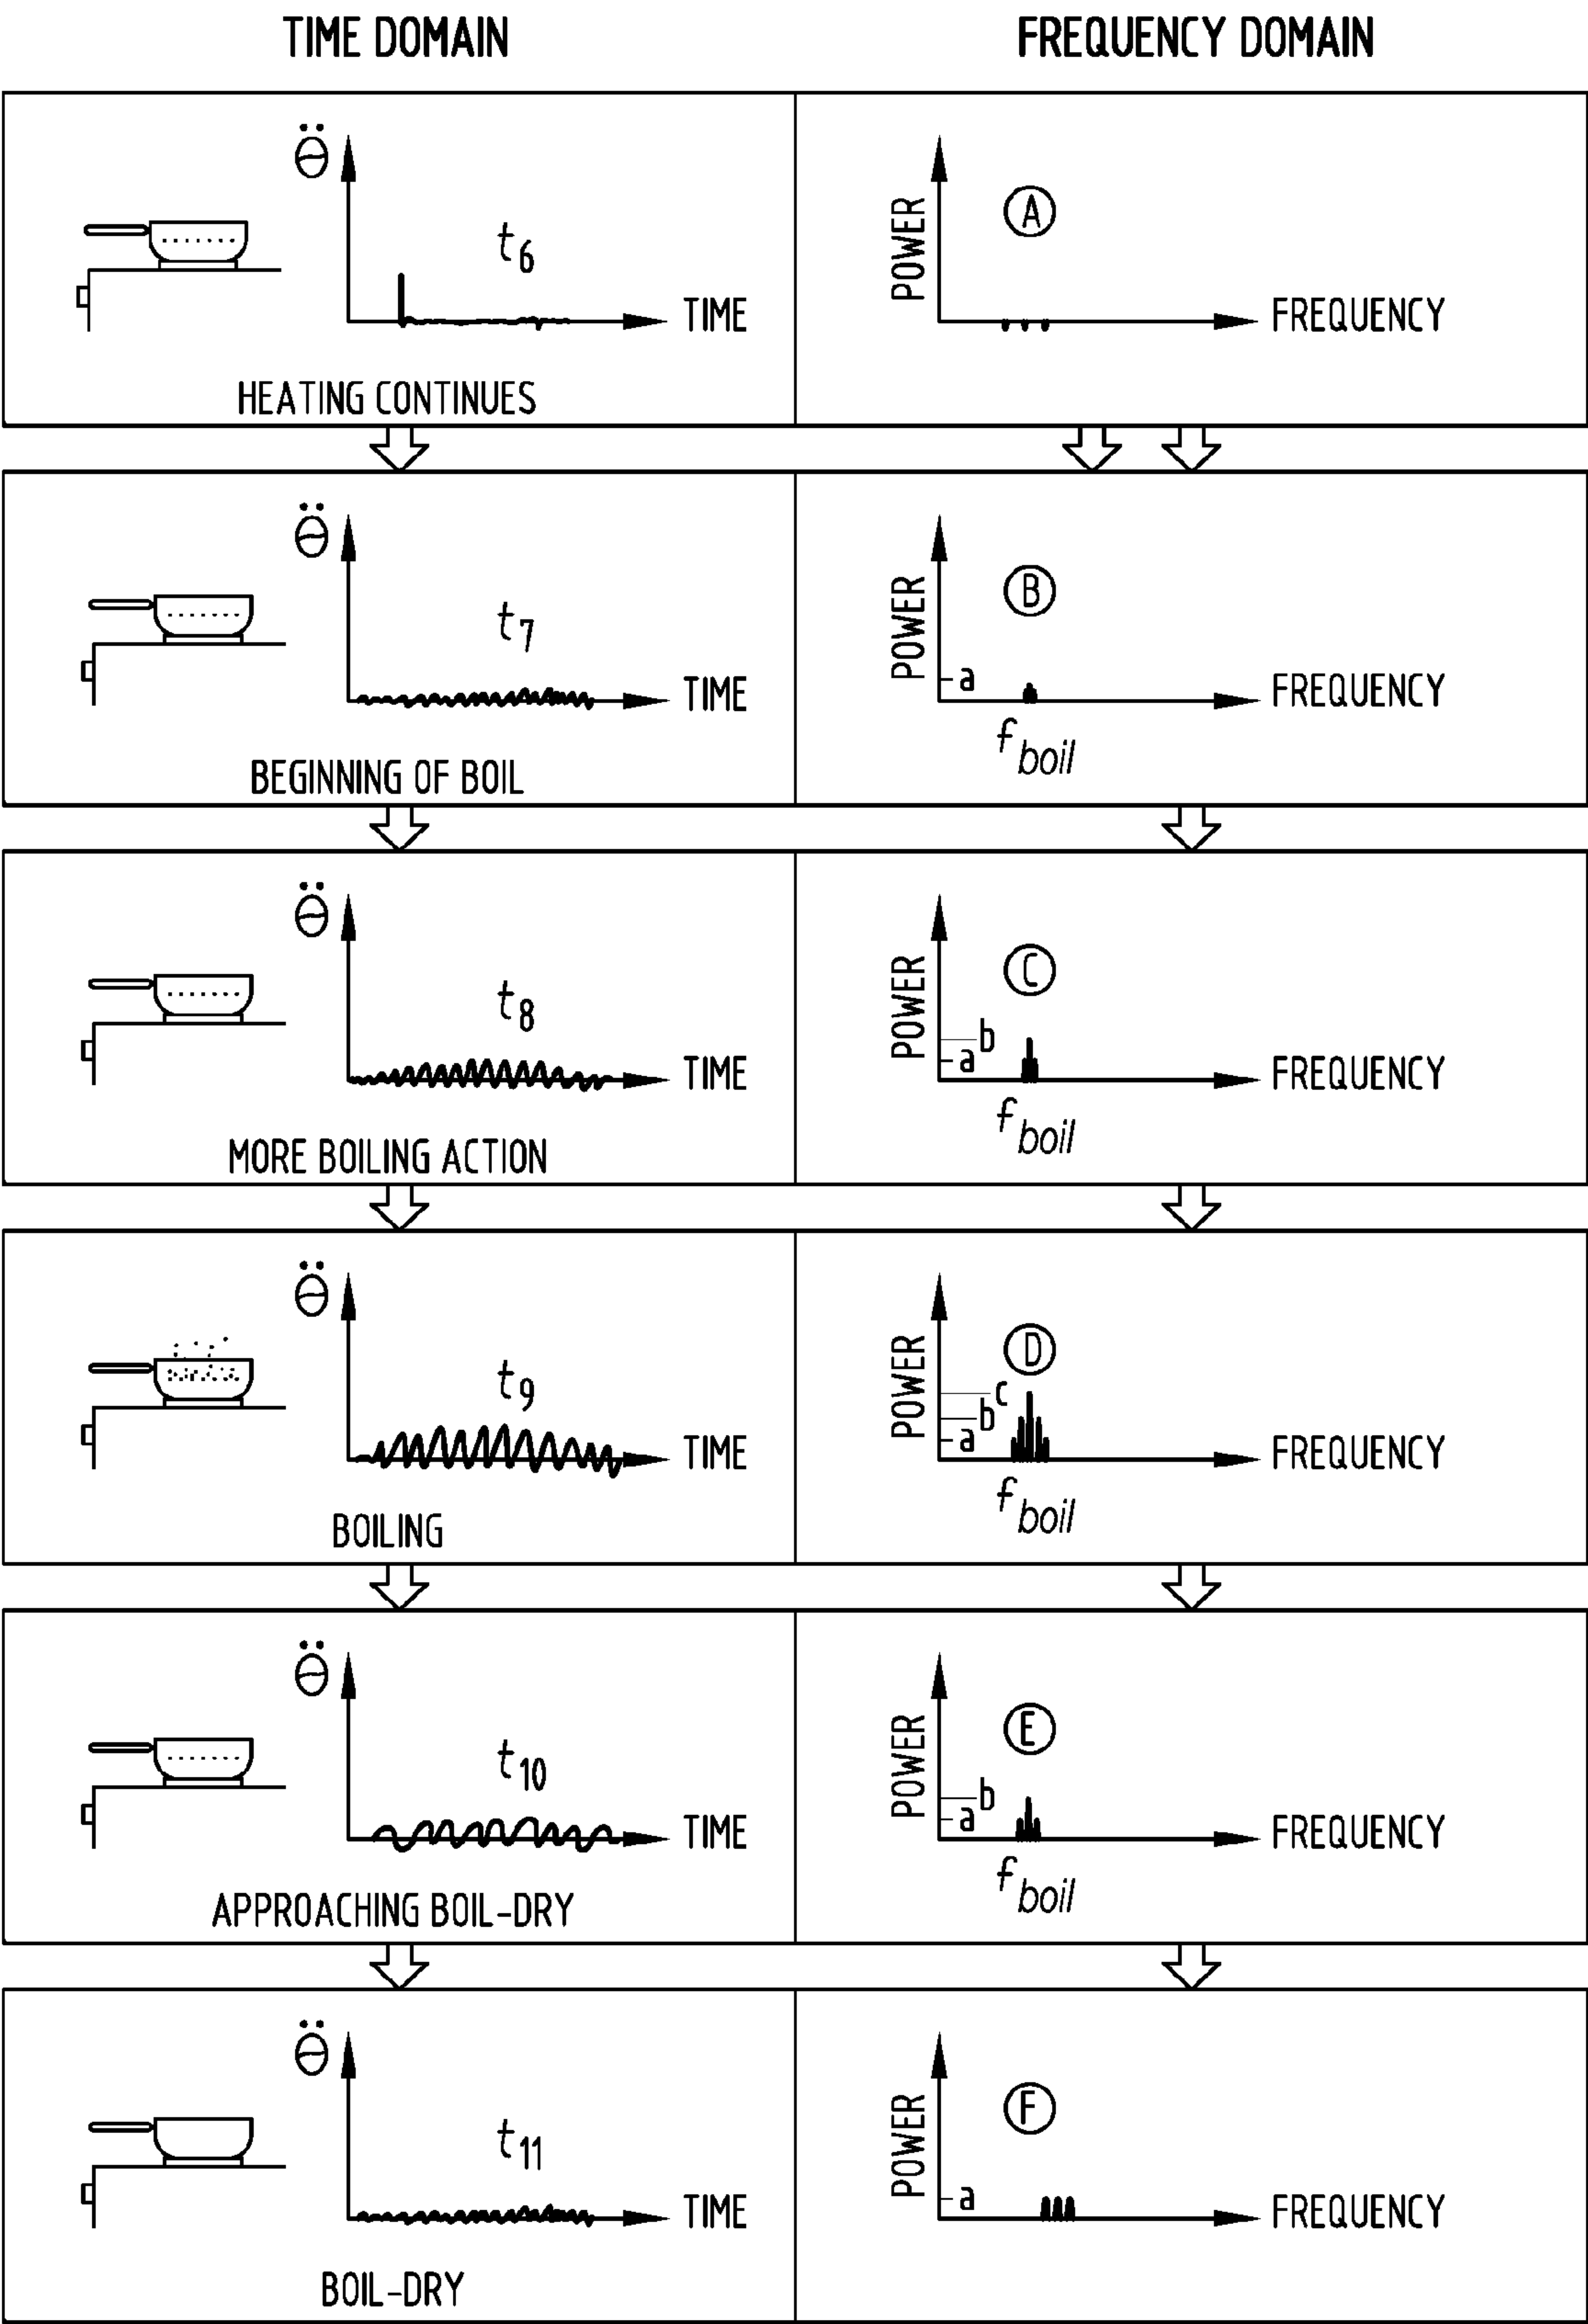 TIME DOMAIN
FREQUENCY DOMAIN
Ӫ
t6
TIME
HEATING CONTINUES
POWER
A
FREQUENCY
Ӫ
t7
TIME
BEGINNING OF BOIL
POWER
B
a
FREQUENCY
fboil
Ӫ
t8
TIME
MORE BOILING ACTION
POWER
C
b
a
FREQUENCY
fboil
Ӫ
t9
TIME
BOILING
POWER
D
c
b
a
FREQUENCY
fboil
Ӫ
t10
TIME
APPROACHING BOIL-DRY
POWER
E
b
a
FREQUENCY
fboil
Ӫ
t11
TIME
BOIL-DRY
POWER
F
a
FREQUENCY